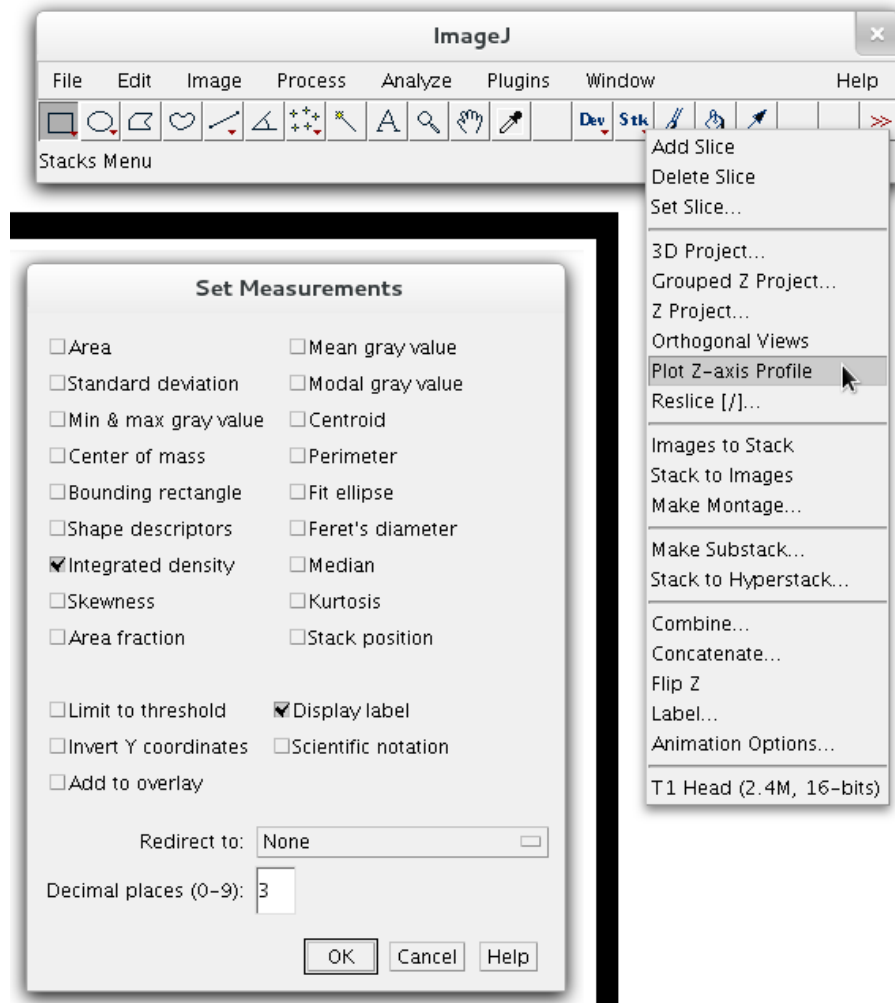 ImageJ
×
File Edit Image Process Analyze Plugins Window Help
A Dev Stk >>
Stacks Menu
Add Slice
Delete Slice
Set Slice...
3D Project...
Grouped Z Project...
Z Project...
Orthogonal Views
Plot Z-axis Profile
Reslice [/]...
Images to Stack
Stack to Images
Make Montage...
Make Substack...
Stack to Hyperstack...
Combine...
Concatenate...
Flip Z
Label...
Animation Options...
T1 Head (2.4M, 16-bits)
Set Measurements
Area Mean gray value
Standard deviation Modal gray value
Min & max gray value Centroid
Center of mass Perimeter
Bounding rectangle Fit ellipse
Shape descriptors Feret's diameter
Integrated density Median
Skewness Kurtosis
Area fraction Stack position
Limit to threshold Display label
Invert Y coordinates Scientific notation
Add to overlay
Redirect to: None
Decimal places (0-9): 3
OK Cancel Help